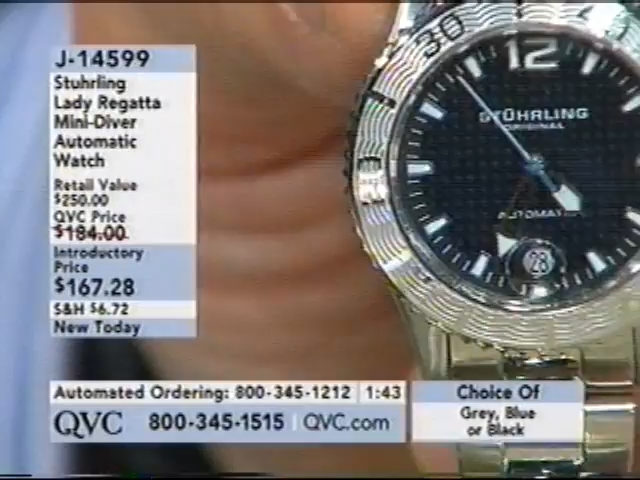 J-14599
Stuhrling
Lady Regatta
Mini-Diver
Automatic
Watch
Retail Value
$250.00
QVC Price
$184.00
Introductory
Price
$167.28
S&H $6.72
New Today
30
12
STÜHRLING
ORIGINAL
AUTOMATIC
28
Automated Ordering: 800-345-1212 1:43
QVC 800-345-1515 QVC.com
Choice Of
Grey, Blue
or Black